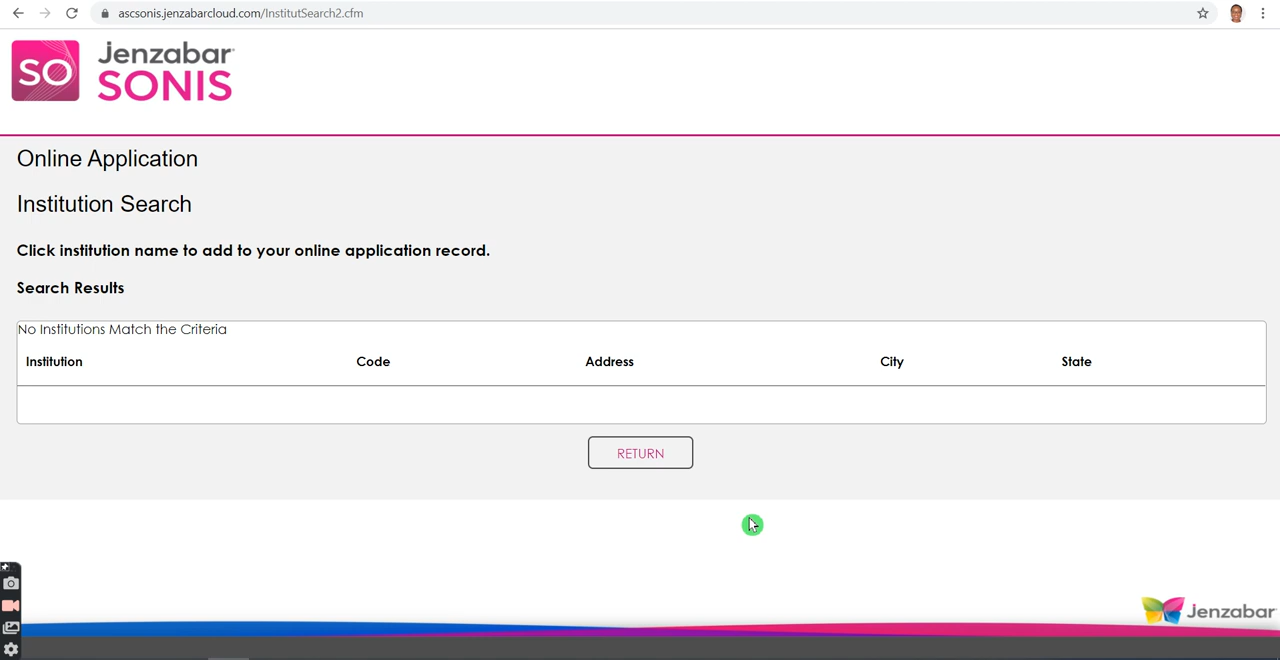 ascsonis.jenzabarcloud.com/InstitutSearch2.cfm
SO Jenzabar
SONIS
Online Application
Institution Search
Click institution name to add to your online application record.
Search Results
No Institutions Match the Criteria
Institution Code Address City State
RETURN
Jenzabar